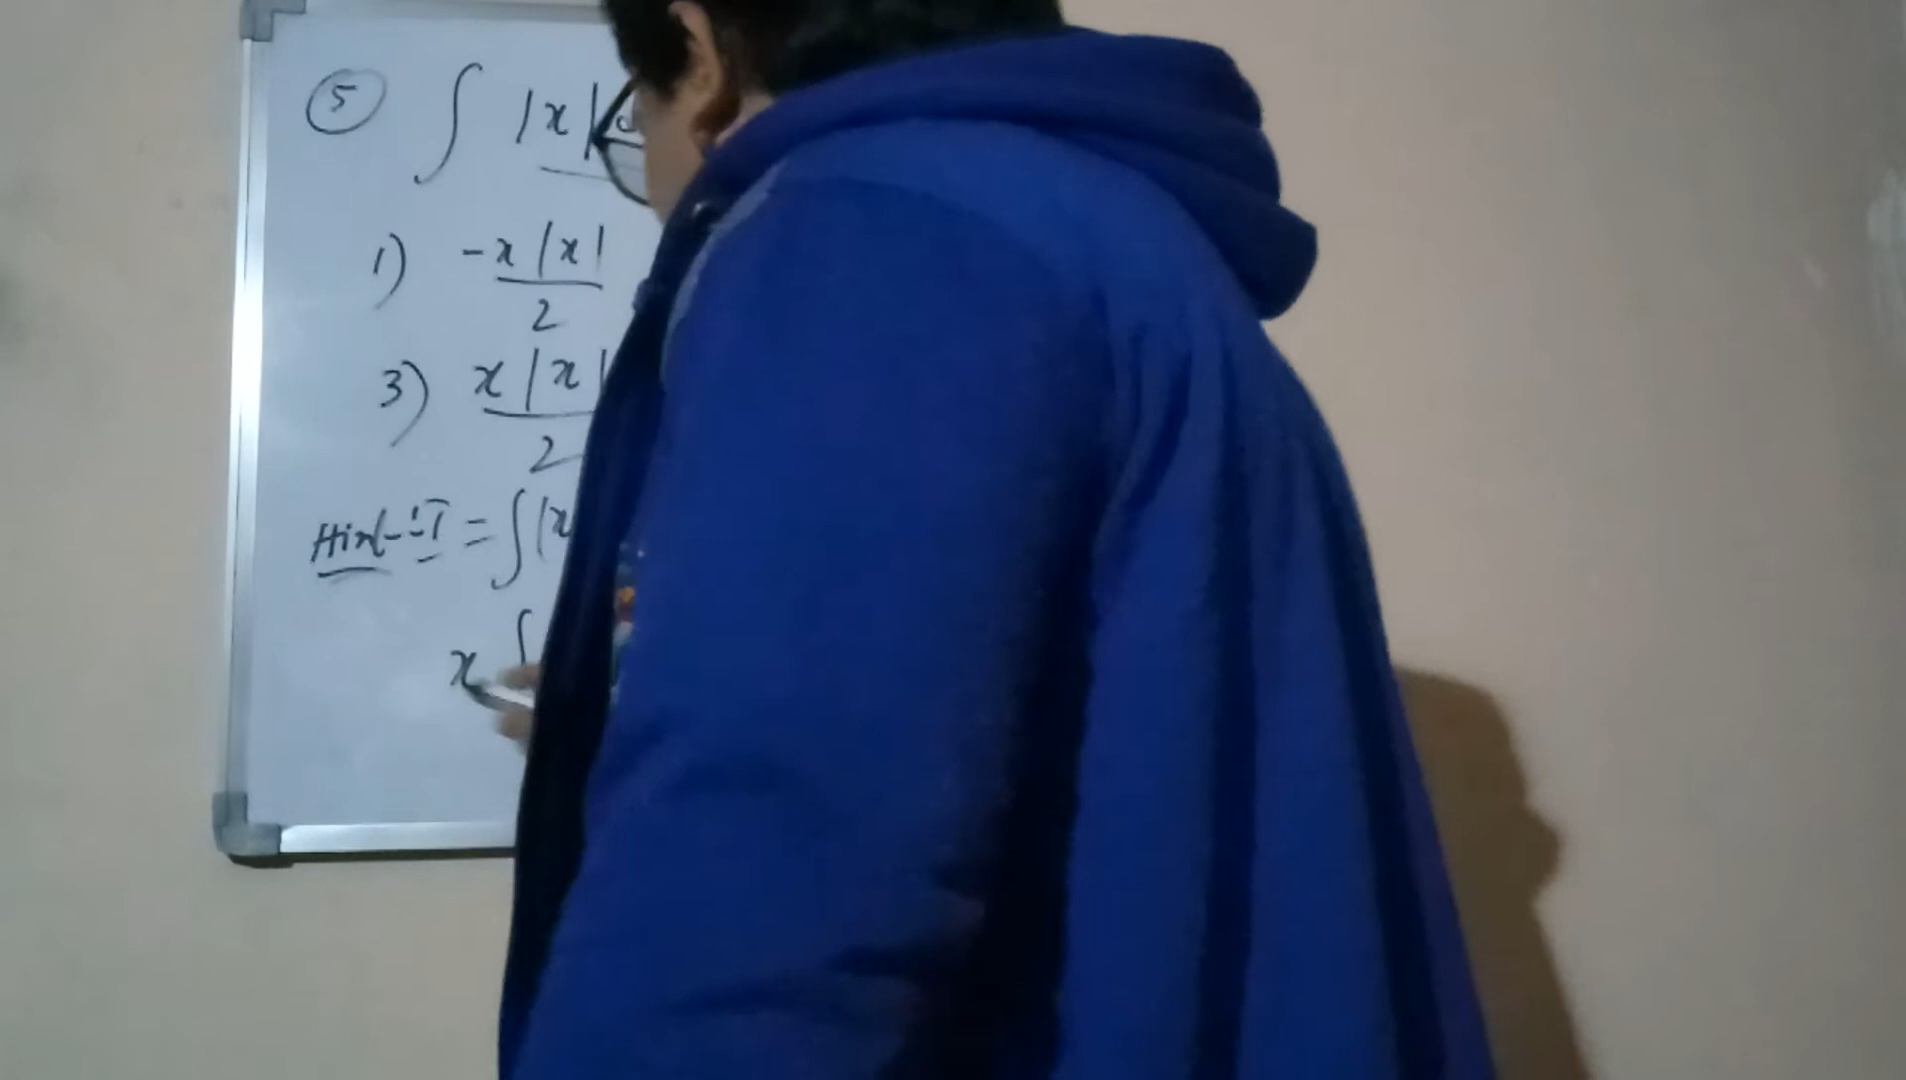 5 ∫ |x|
1) -x|x|
2
3) x|x|
2
Hint:- I = ∫ |x
x ∫